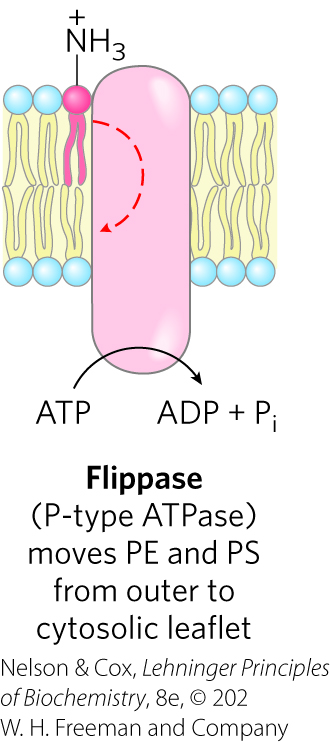 +
NH3
ATP ADP + Pi
Flippase
(P-type ATPase)
moves PE and PS
from outer to
cytosolic leaflet
Nelson & Cox, Lehninger Principles
of Biochemistry, 8e, © 202
W. H. Freeman and Company